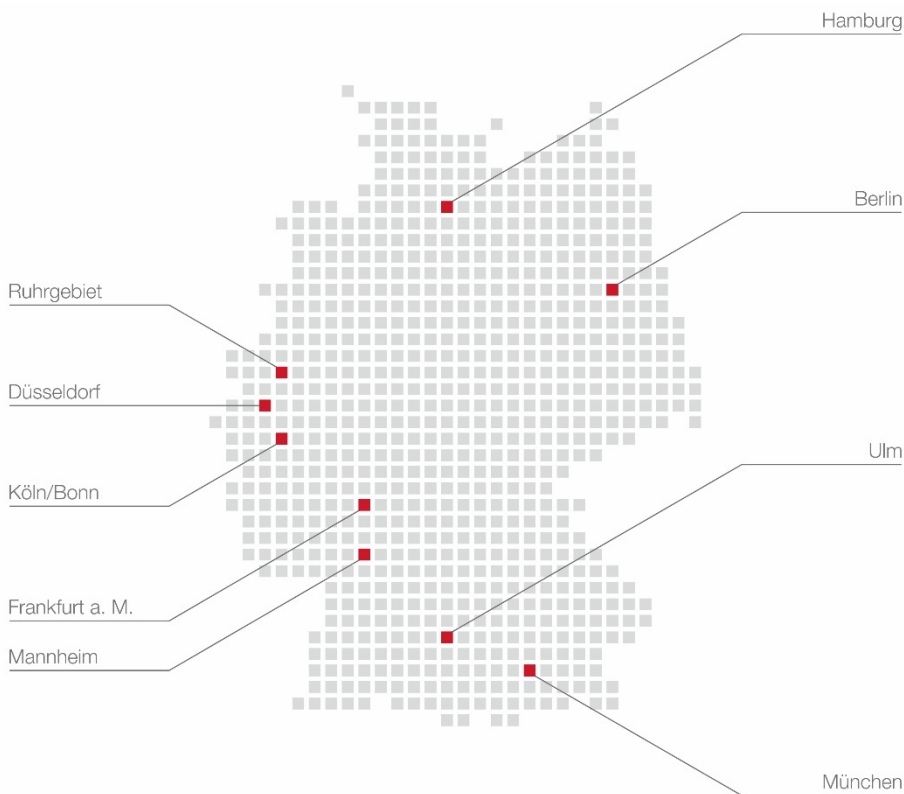 Hamburg
Berlin
Ruhrgebiet
Düsseldorf
Ulm
Köln/Bonn
Frankfurt a. M.
Mannheim
München